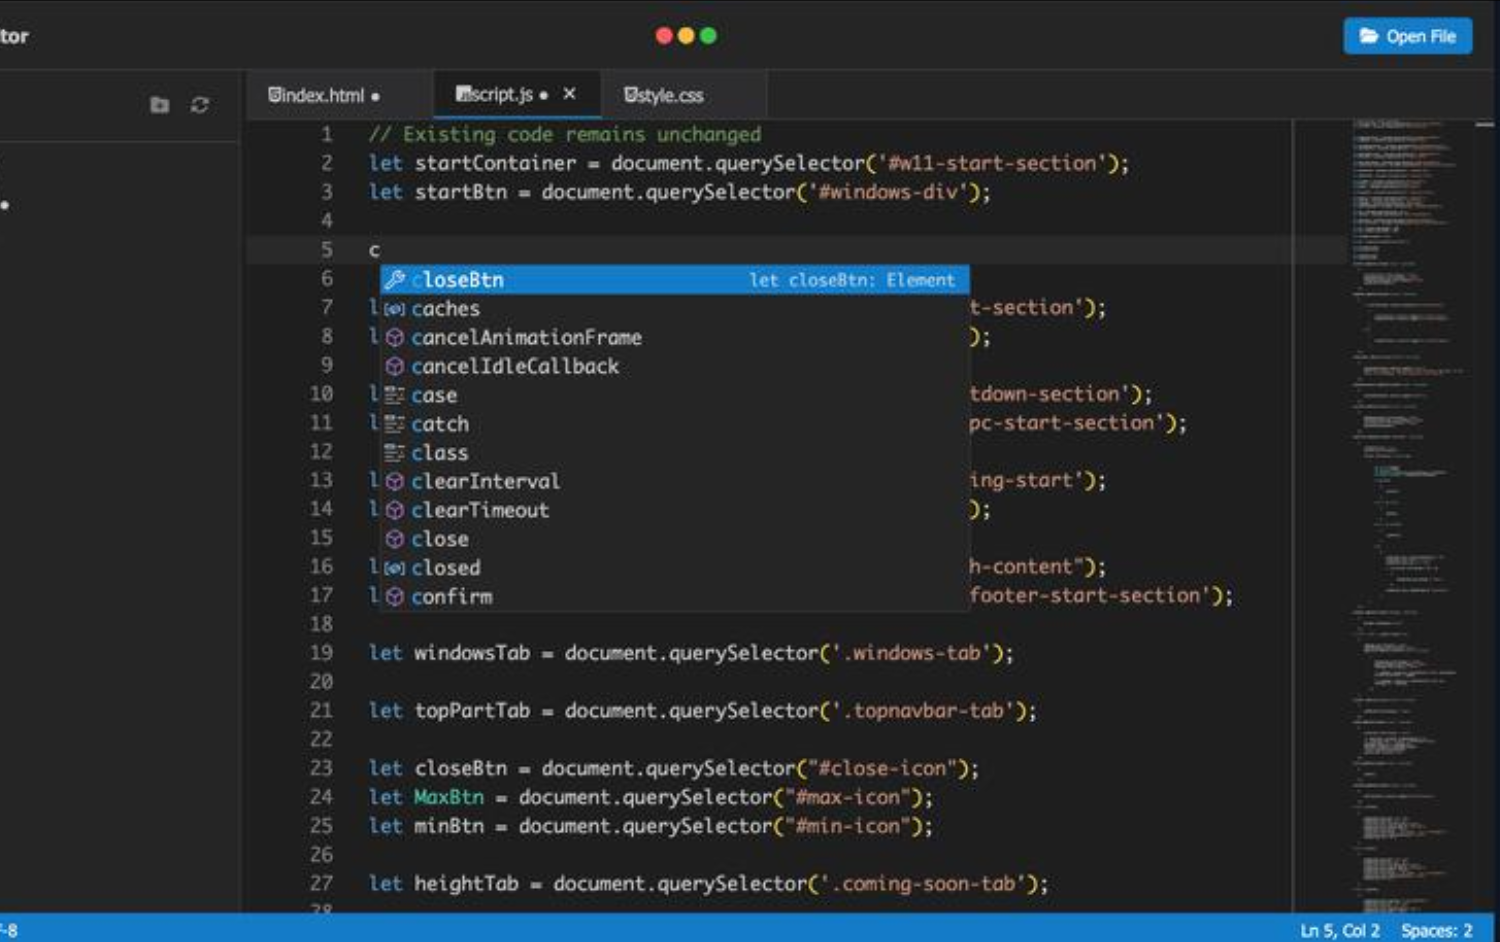 tor
Open File
index.html
script.js
style.css
1 // Existing code remains unchanged
2 let startContainer = document.querySelector('#w11-start-section');
3 let startBtn = document.querySelector('#windows-div');
4
5 c
6 closeBtn let closeBtn: Element
7 l caches t-section');
8 l cancelAnimationFrame );
9 cancelIdleCallback
10 l case tdown-section');
11 l catch pc-start-section');
12 class
13 l clearInterval ing-start');
14 l clearTimeout );
15 close
16 l closed h-content");
17 l confirm footer-start-section');
18
19 let windowsTab = document.querySelector('.windows-tab');
20
21 let topPartTab = document.querySelector('.topnavbar-tab');
22
23 let closeBtn = document.querySelector("#close-icon");
24 let MaxBtn = document.querySelector("#max-icon");
25 let minBtn = document.querySelector("#min-icon");
26
27 let heightTab = document.querySelector('.coming-soon-tab');
28
-8
Ln 5, Col 2 Spaces: 2